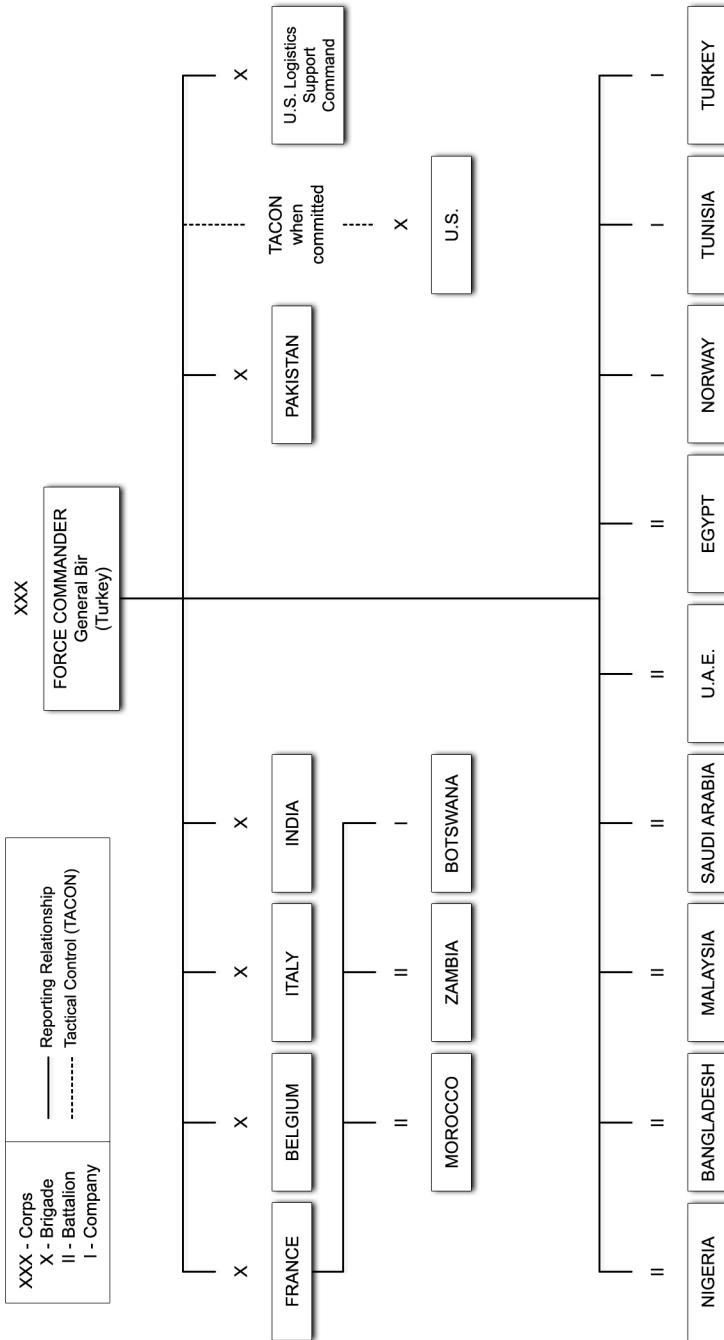 XXX - Corps
X - Brigade
II - Battalion
I - Company
Reporting Relationship
Tactical Control (TACON)
XXX
FORCE COMMANDER
General Bir
(Turkey)
X
FRANCE
X
BELGIUM
X
ITALY
X
INDIA
X
PAKISTAN
TACON
when
committed
X
U.S.
X
U.S. Logistics
Support
Command
II
MOROCCO
II
ZAMBIA
I
BOTSWANA
II
NIGERIA
II
BANGLADESH
II
MALAYSIA
II
SAUDI ARABIA
II
U.A.E.
II
EGYPT
I
NORWAY
I
TUNISIA
I
TURKEY